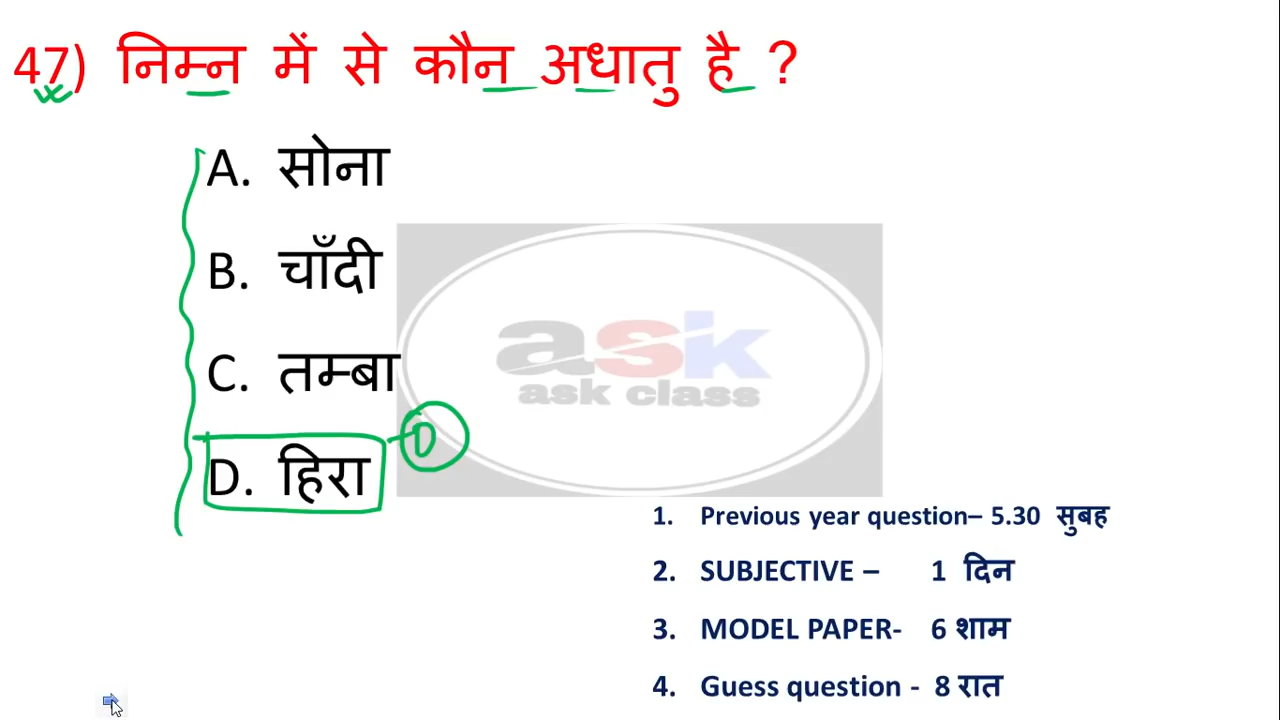 47) निम्न में से कौन अधातु है ?
A. सोना
B. चाँदी
C. तम्बा
D. हिरा
D
ask
ask class
1. Previous year question– 5.30 सुबह
2. SUBJECTIVE – 1 दिन
3. MODEL PAPER- 6 शाम
4. Guess question - 8 रात